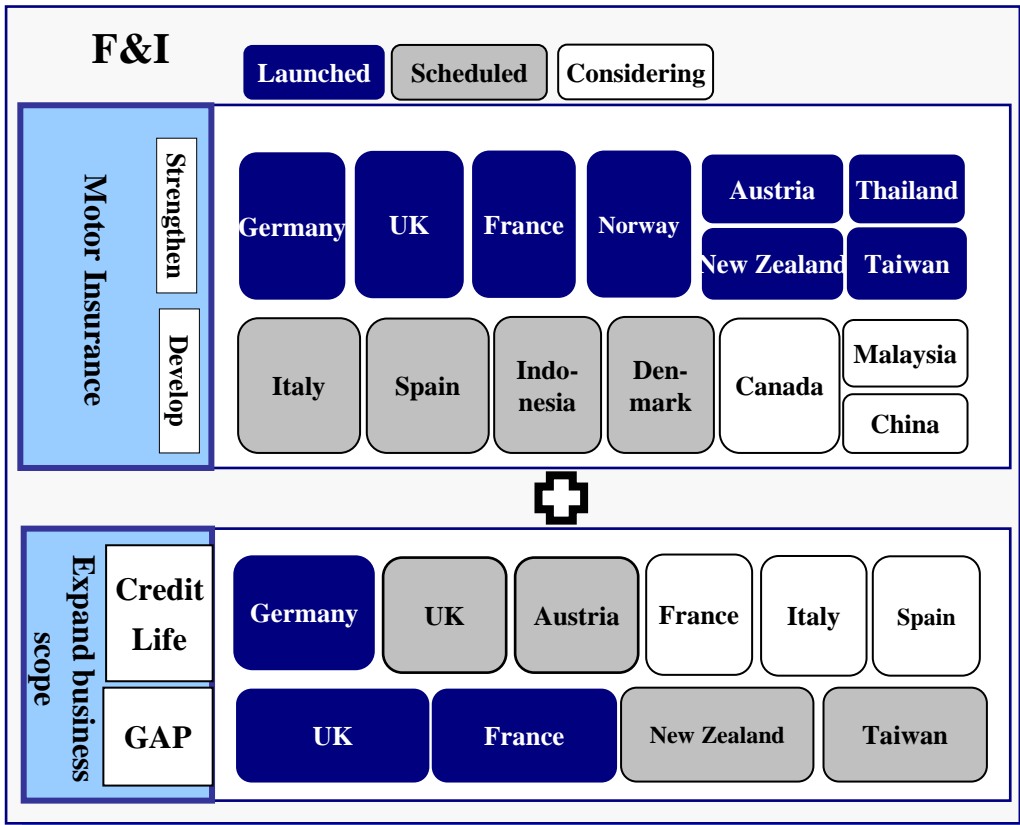 F&I
Launched
Scheduled
Considering
Motor Insurance
Strengthen
Germany
UK
France
Norway
Austria
Thailand
New Zealand
Taiwan
Develop
Italy
Spain
Indo-
nesia
Den-
mark
Canada
Malaysia
China
Expand business
scope
Credit
Life
Germany
UK
Austria
France
Italy
Spain
GAP
UK
France
New Zealand
Taiwan